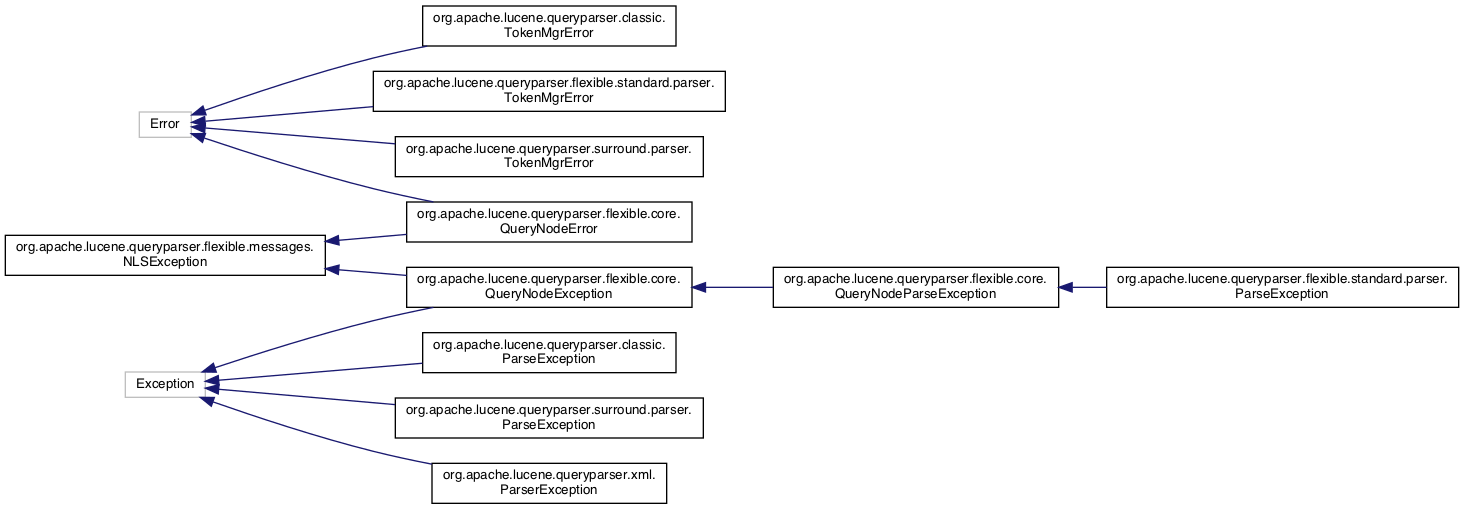 org.apache.lucene.queryparser.classic.
TokenMgrError
org.apache.lucene.queryparser.flexible.standard.parser.
TokenMgrError
Error
org.apache.lucene.queryparser.surround.parser.
TokenMgrError
org.apache.lucene.queryparser.flexible.core.
QueryNodeError
org.apache.lucene.queryparser.flexible.messages.
NLSException
org.apache.lucene.queryparser.flexible.core.
QueryNodeException
org.apache.lucene.queryparser.flexible.core.
QueryNodeParseException
org.apache.lucene.queryparser.flexible.standard.parser.
ParseException
org.apache.lucene.queryparser.classic.
ParseException
Exception
org.apache.lucene.queryparser.surround.parser.
ParseException
org.apache.lucene.queryparser.xml.
ParserException